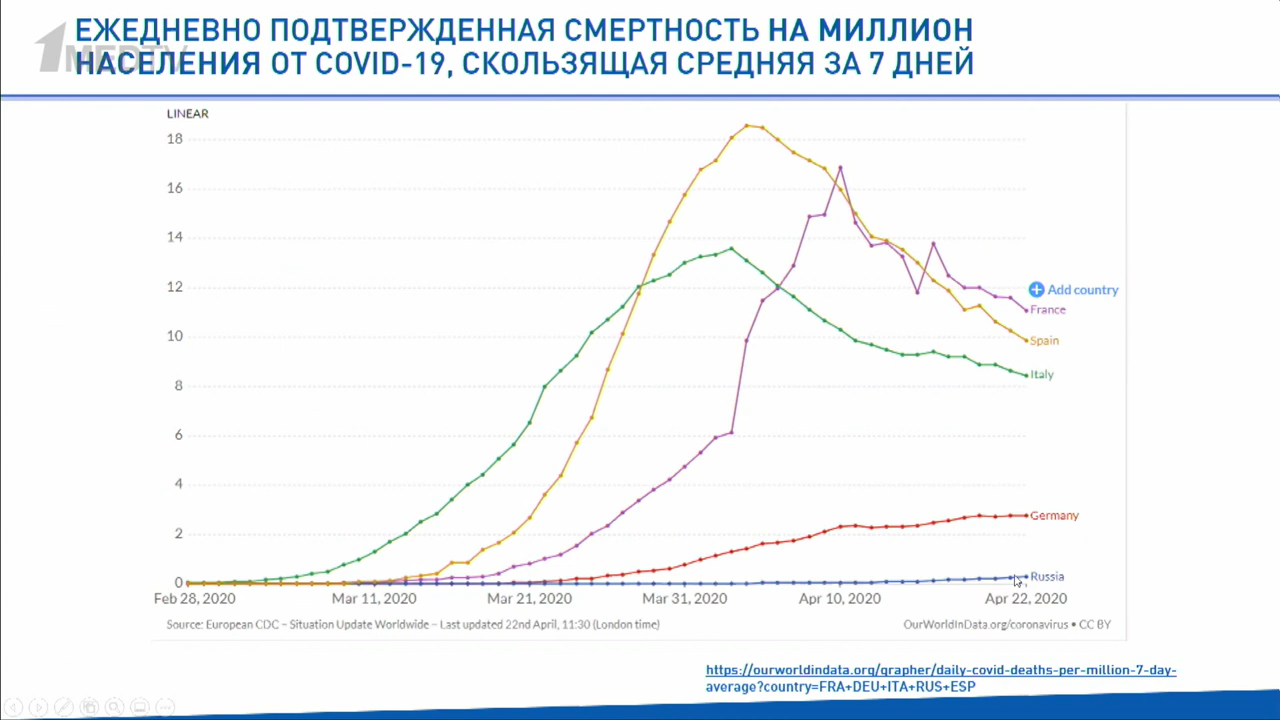 ЕЖЕДНЕВНО ПОДТВЕРЖДЕННАЯ СМЕРТНОСТЬ НА МИЛЛИОН
НАСЕЛЕНИЯ ОТ COVID-19, СКОЛЬЗЯЩАЯ СРЕДНЯЯ ЗА 7 ДНЕЙ
1MEDTV
LINEAR
18
16
14
12
10
8
6
4
2
0
Add country
France
Spain
Italy
Germany
Russia
Feb 28, 2020 Mar 11, 2020 Mar 21, 2020 Mar 31, 2020 Apr 10, 2020 Apr 22, 2020
Source: European CDC – Situation Update Worldwide – Last updated 22nd April, 11:30 (London time) OurWorldInData.org/coronavirus • CC BY
https://ourworldindata.org/grapher/daily-covid-deaths-per-million-7-day-
average?country=FRA+DEU+ITA+RUS+ESP